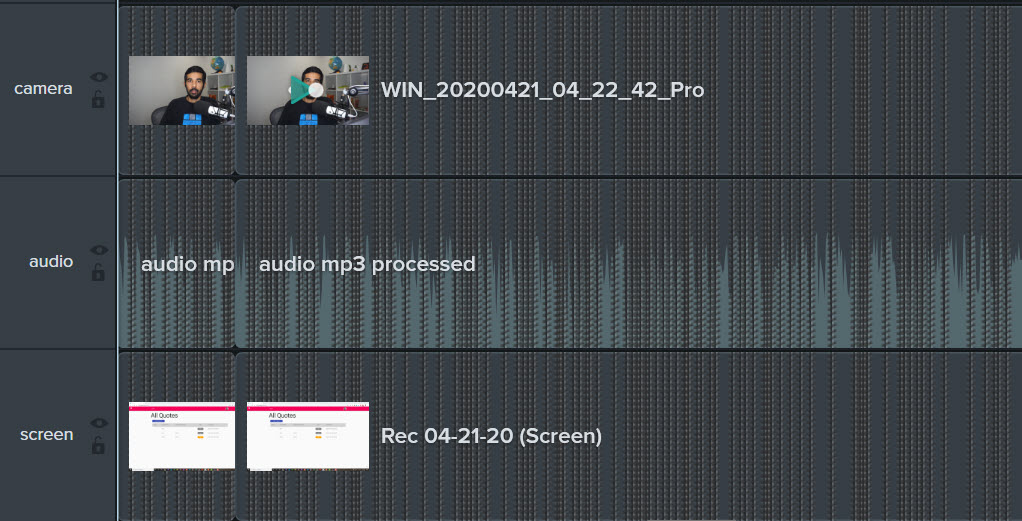 camera
WIN_20200421_04_22_42_Pro
audio
audio mp
audio mp3 processed
screen
All Quotes
All Quotes
Rec 04-21-20 (Screen)